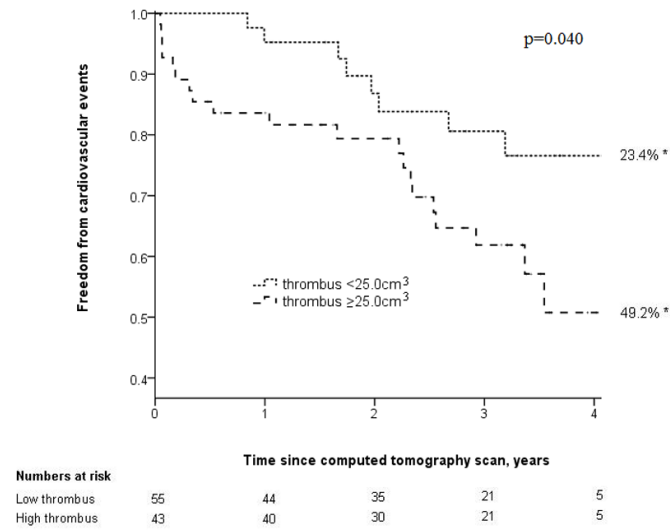 Freedom from cardiovascular events
1.0
0.9
0.8
0.7
0.6
0.5
0.4
p=0.040
23.4% *
49.2% *
thrombus <25.0cm³
thrombus ≥25.0cm³
0 1 2 3 4
Time since computed tomography scan, years
Numbers at risk
Low thrombus 55 44 35 21 5
High thrombus 43 40 30 21 5